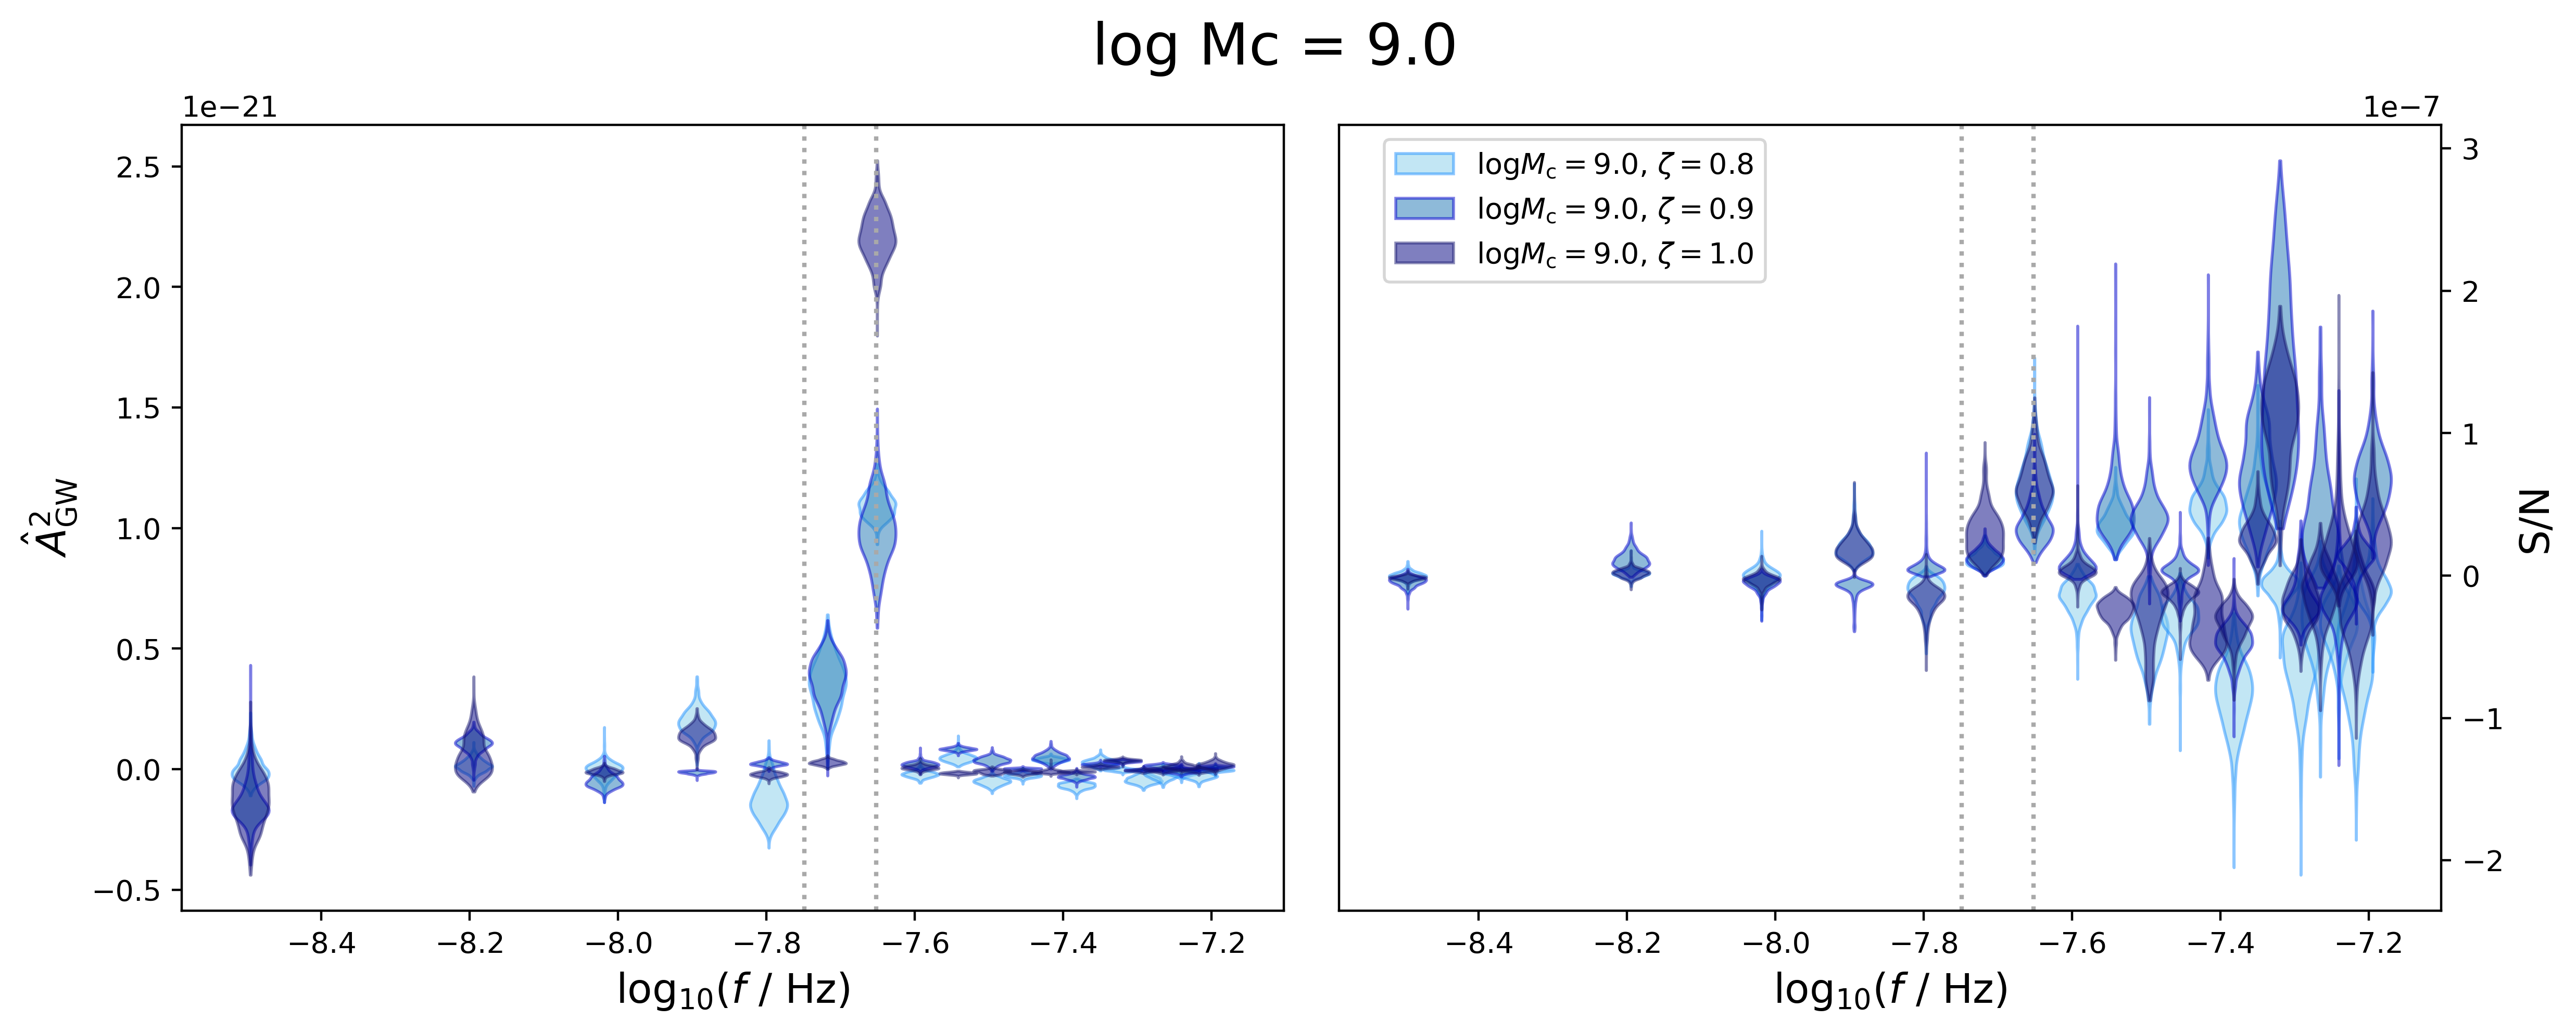 log Mc = 9.0
1e−21
2.5
2.0
1.5
1.0
0.5
0.0
−0.5
Â²GW
−8.4 −8.2 −8.0 −7.8 −7.6 −7.4 −7.2
log₁₀(f / Hz)
1e−7
logMc = 9.0, ζ = 0.8
logMc = 9.0, ζ = 0.9
logMc = 9.0, ζ = 1.0
3
2
1
0
−1
−2
S/N
−8.4 −8.2 −8.0 −7.8 −7.6 −7.4 −7.2
log₁₀(f / Hz)